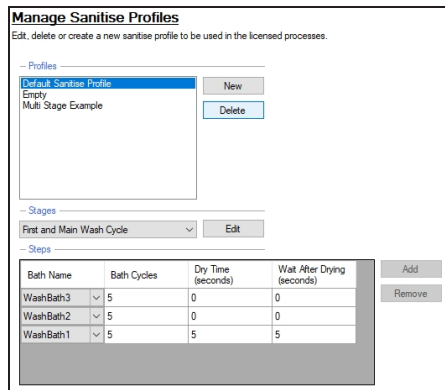 Manage Sanitise Profiles
Edit, delete or create a new sanitise profile to be used in the licensed processes.
Profiles
Default Sanitise Profile
Empty
Multi Stage Example
New
Delete
Stages
First and Main Wash Cycle
Edit
Steps
Bath Name Bath Cycles Dry Time (seconds) Wait After Drying (seconds)
WashBath3 5 0 0
WashBath2 5 0 0
WashBath1 5 5 5
Add
Remove